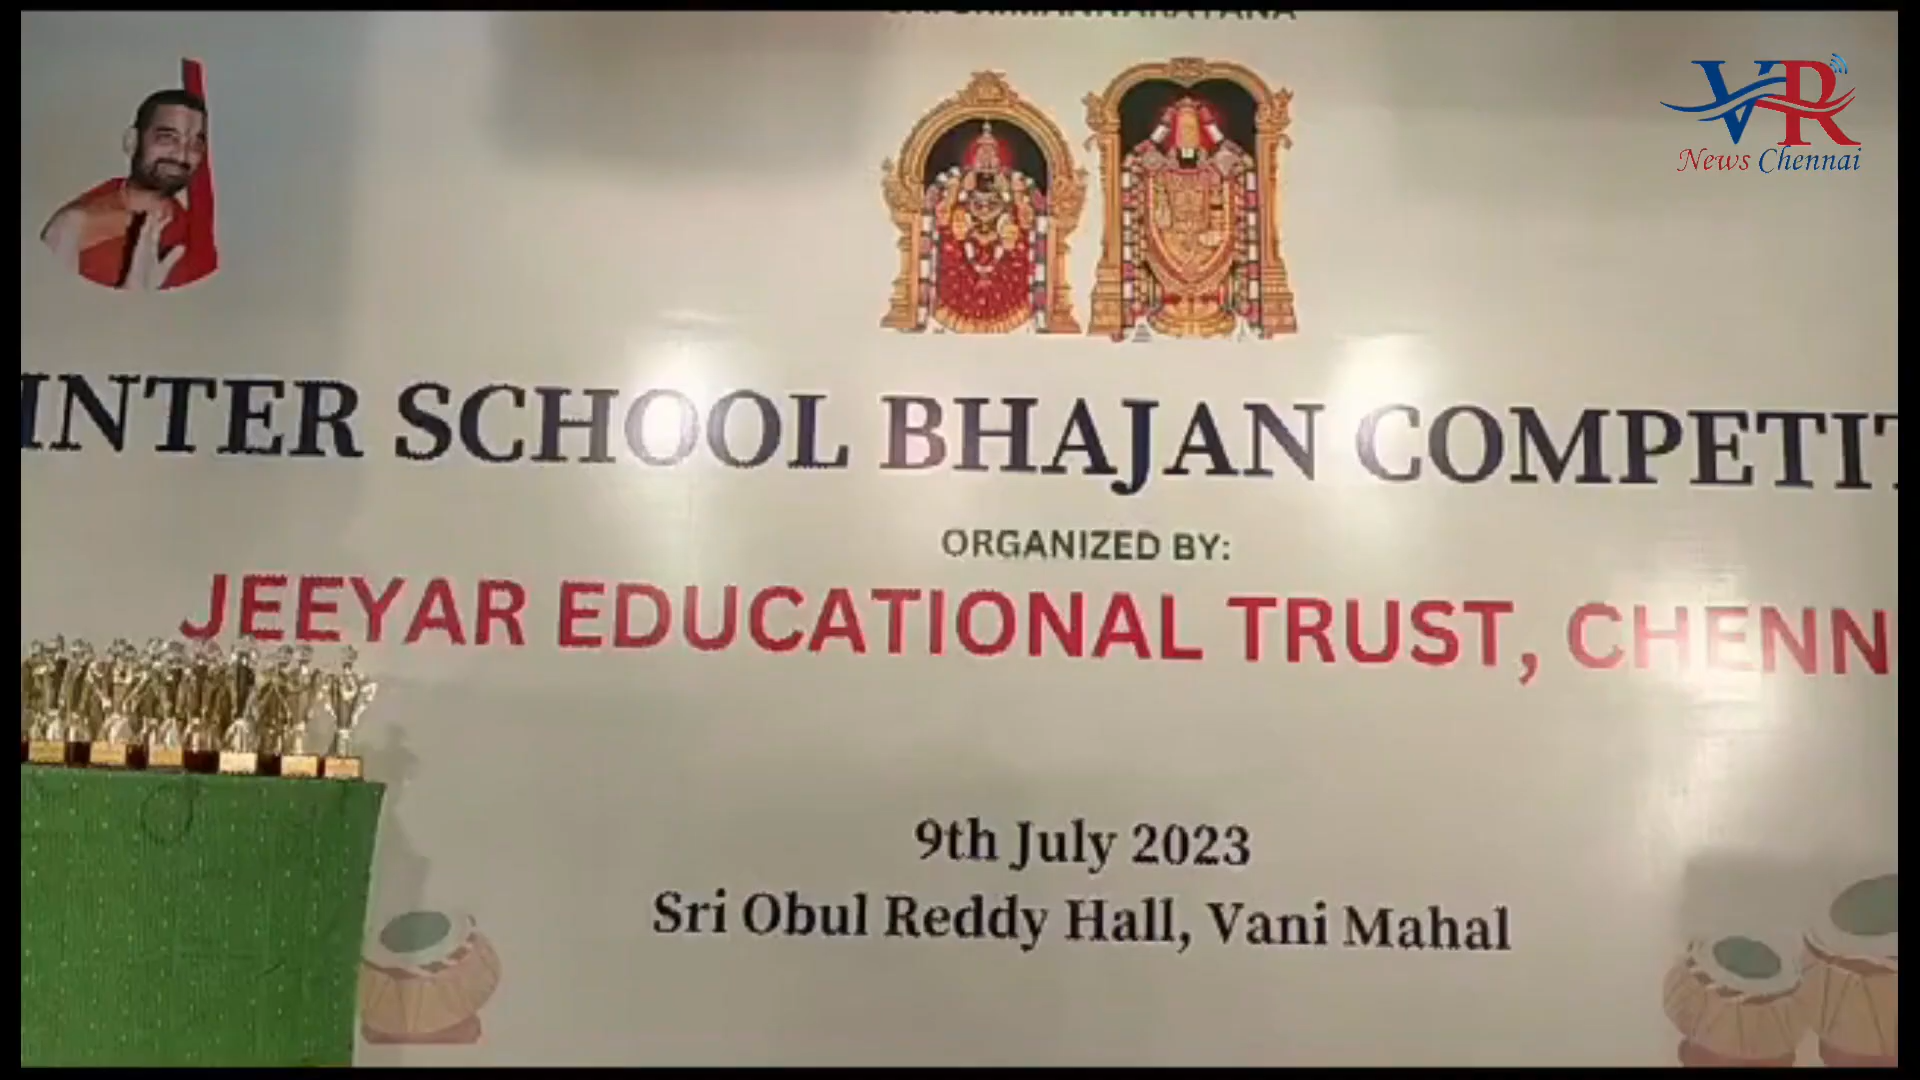 VR
News Chennai
INTER SCHOOL BHAJAN COMPETIT
ORGANIZED BY:
JEEYAR EDUCATIONAL TRUST, CHENN
9th July 2023
Sri Obul Reddy Hall, Vani Mahal